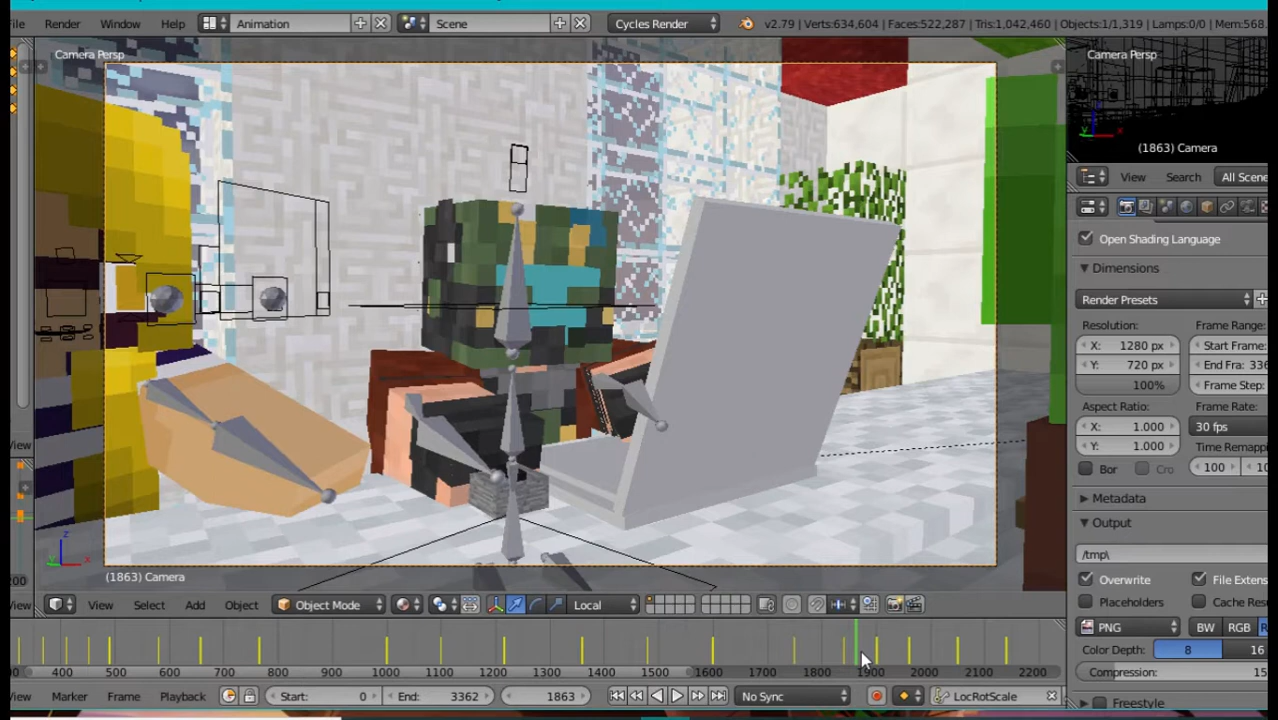 File Render Window Help Animation Scene Cycles Render v2.79 | Verts:634,604 | Faces:522,287 | Tris:1,042,460 | Objects:1/1,319 | Lamps:0/0 | Mem:568.
Camera Persp
Camera Persp
(1863) Camera
View Search All Scene
Open Shading Language
Dimensions
Render Presets
Resolution: Frame Range:
X: 1280 px Start Frame:
Y: 720 px End Fra: 336
100% Frame Step:
Aspect Ratio: Frame Rate:
X: 1.000 30 fps
Y: 1.000 Time Remapp
Bor Cro 100 10
Metadata
Output
/tmp\
Overwrite File Extens
Placeholders Cache Res
PNG BW RGB R
Color Depth: 8 16
Compression: 15
Freestyle
View
200
(1863) Camera
View View Select Add Object Object Mode Local
400 500 600 700 800 900 1000 1100 1200 1300 1400 1500 1600 1700 1800 1900 2000 2100 2200
View Marker Frame Playback Start: 0 End: 3362 1863 No Sync LocRotScale